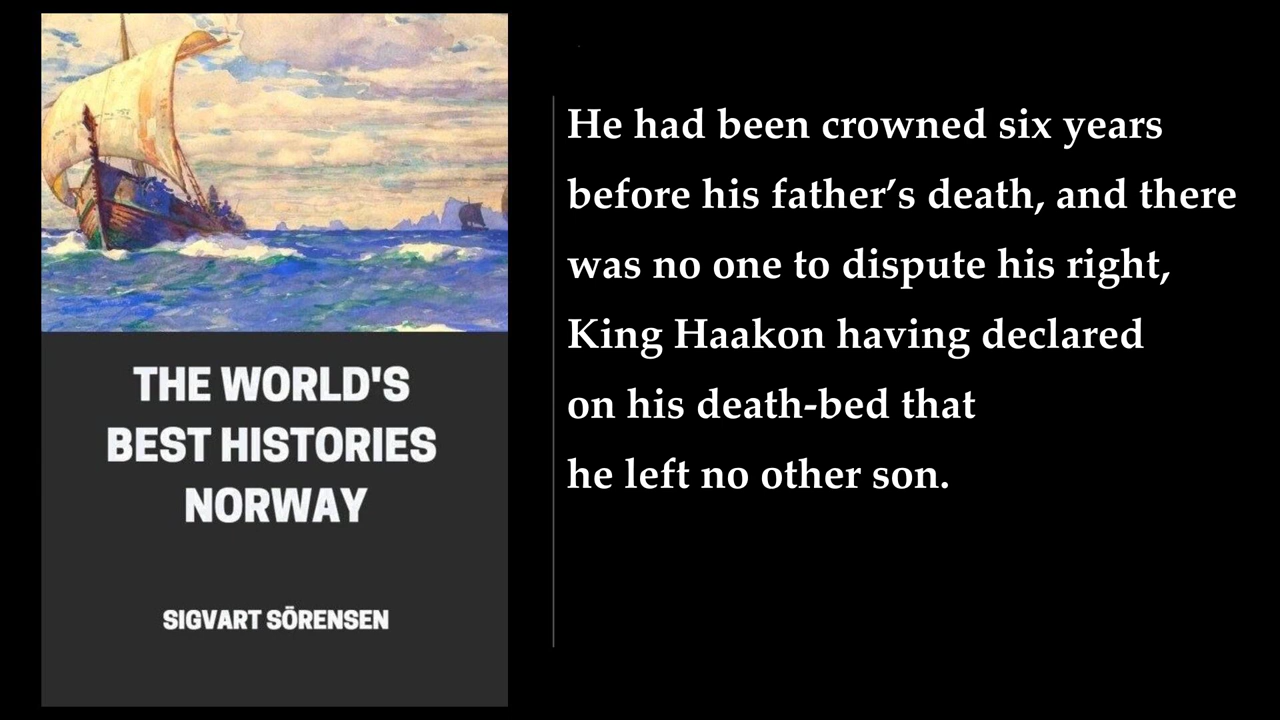 THE WORLD'S
BEST HISTORIES
NORWAY
SIGVART SÖRENSEN
He had been crowned six years
before his father’s death, and there
was no one to dispute his right,
King Haakon having declared
on his death-bed that
he left no other son.